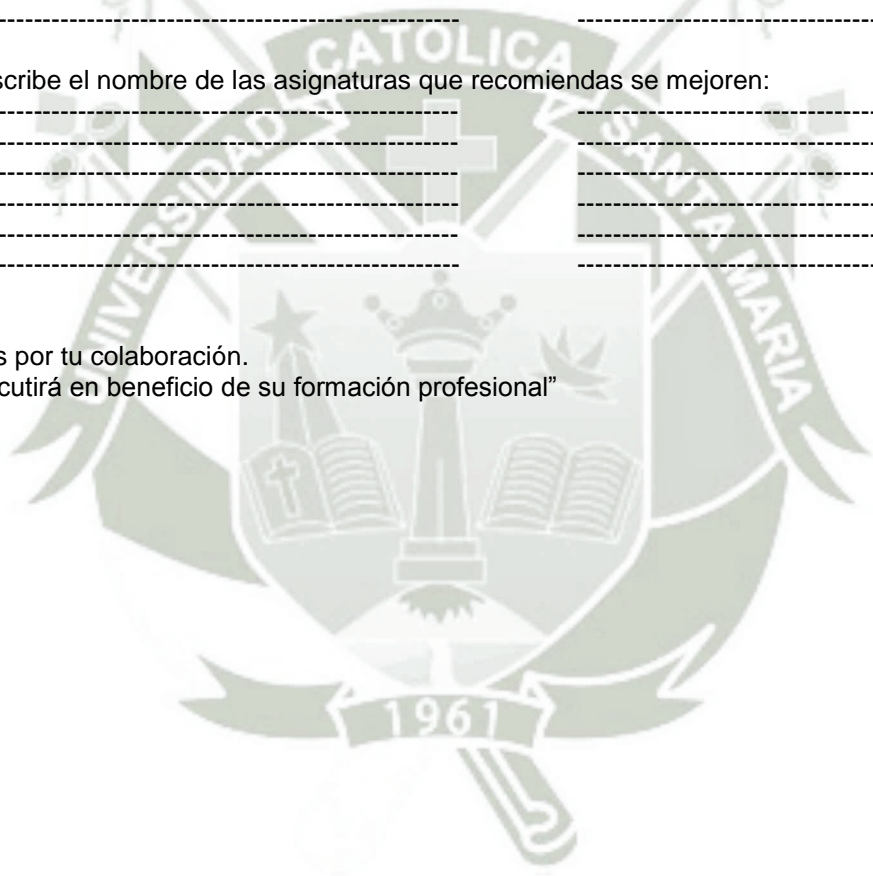 ---------------------------------------------------- ----------------------------------
scribe el nombre de las asignaturas que recomiendas se mejoren:
---------------------------------------------------- ----------------------------------
---------------------------------------------------- ----------------------------------
---------------------------------------------------- ----------------------------------
---------------------------------------------------- ----------------------------------
---------------------------------------------------- ----------------------------------
---------------------------------------------------- ----------------------------------
s por tu colaboración.
cutirá en beneficio de su formación profesional”
UNIVERSIDAD CATOLICA SANTA MARIA
1961